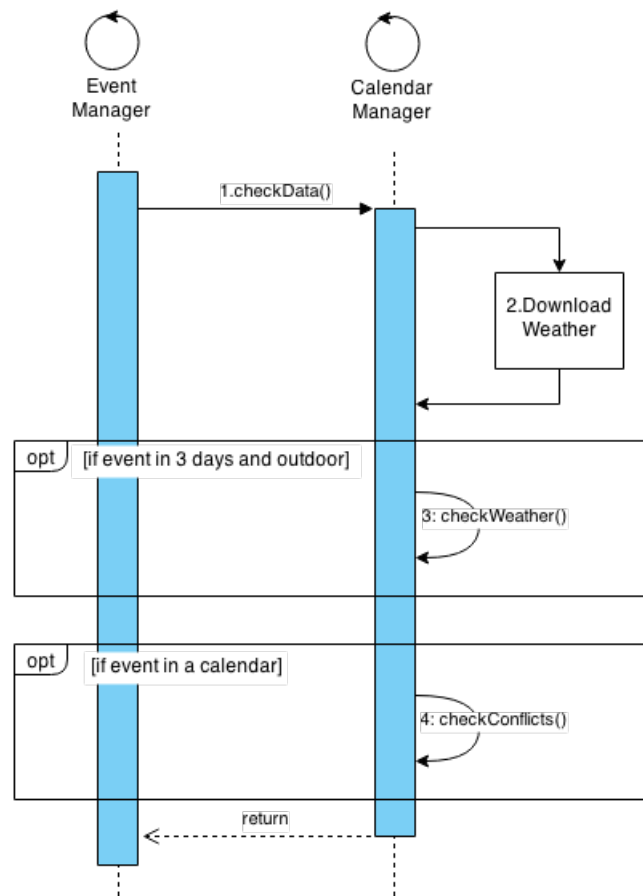 Event
Manager
Calendar
Manager
1.checkData()
2.Download
Weather
opt
[if event in 3 days and outdoor]
3: checkWeather()
opt
[if event in a calendar]
4: checkConflicts()
return